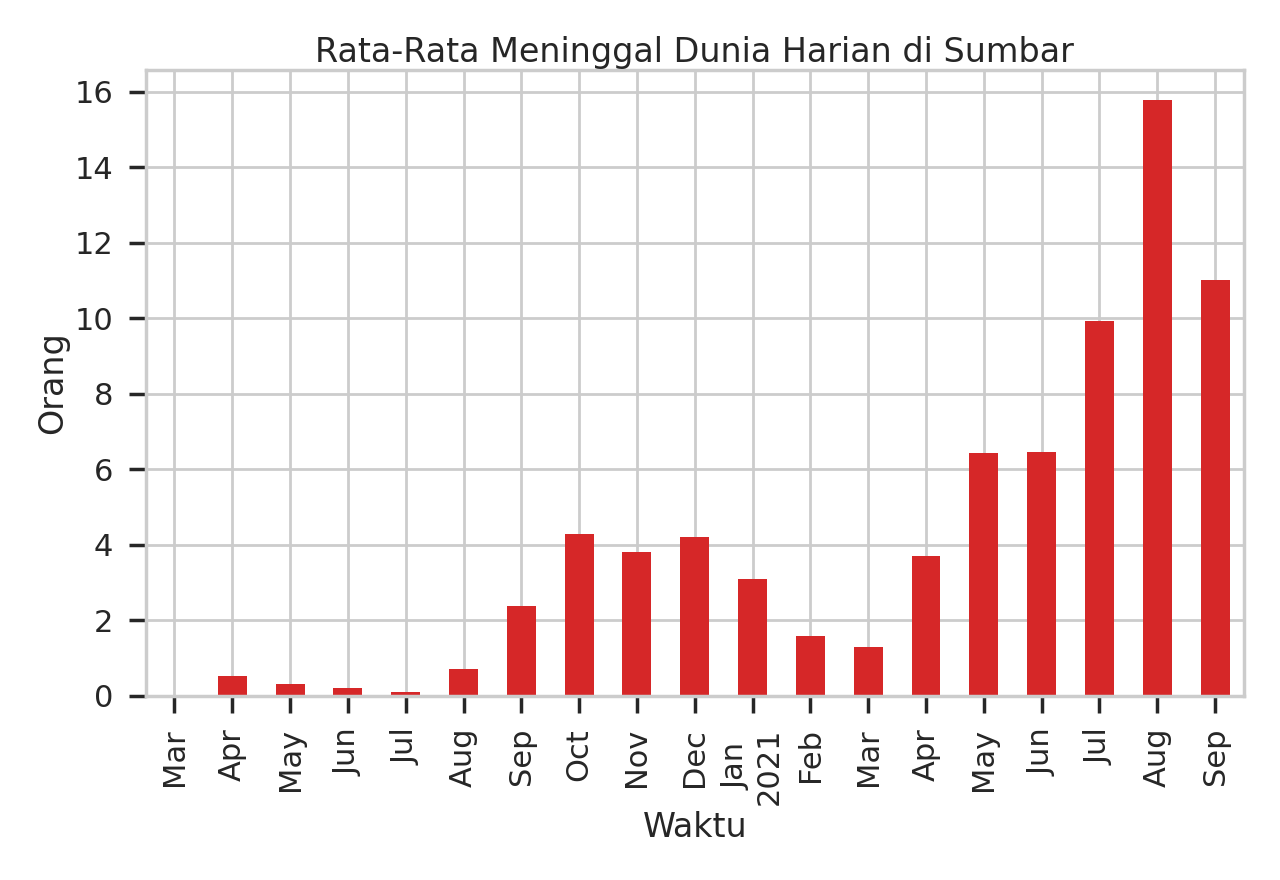 Rata-Rata Meninggal Dunia Harian di Sumbar
Orang
16
14
12
10
8
6
4
2
0
Mar
Apr
May
Jun
Jul
Aug
Sep
Oct
Nov
Dec
Jan
2021
Feb
Mar
Apr
May
Jun
Jul
Aug
Sep
Waktu